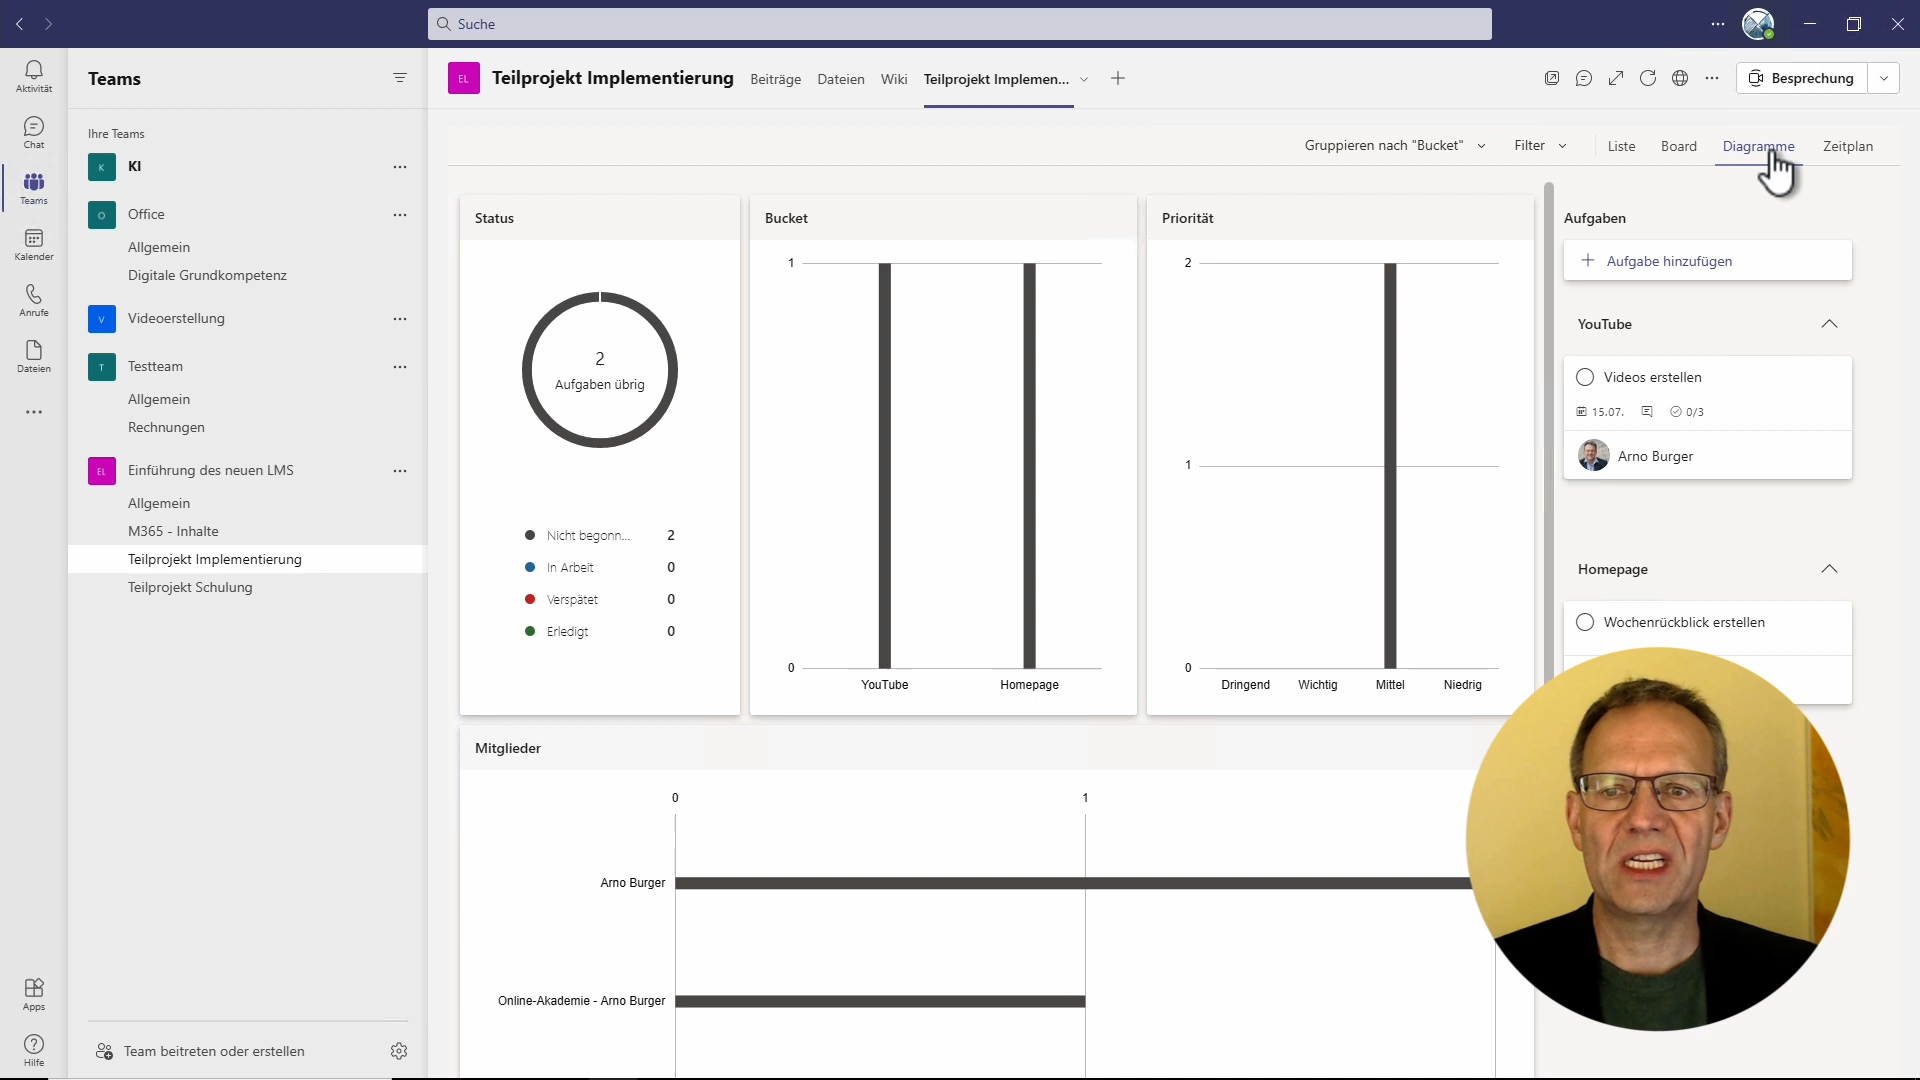 Suche
Aktivität
Chat
Teams
Kalender
Anrufe
Dateien
Apps
Hilfe
Teams
Ihre Teams
K
KI
O
Office
Allgemein
Digitale Grundkompetenz
V
Videoerstellung
T
Testteam
Allgemein
Rechnungen
EL
Einführung des neuen LMS
Allgemein
M365 - Inhalte
Teilprojekt Implementierung
Teilprojekt Schulung
Team beitreten oder erstellen
EL
Teilprojekt Implementierung
Beiträge
Dateien
Wiki
Teilprojekt Implemen...
Besprechung
Gruppieren nach "Bucket"
Filter
Liste
Board
Diagramme
Zeitplan
Status
2
Aufgaben übrig
Nicht begonn... 2
In Arbeit 0
Verspätet 0
Erledigt 0
Bucket
1
0
YouTube
Homepage
Priorität
2
1
0
Dringend
Wichtig
Mittel
Niedrig
Mitglieder
0
1
Arno Burger
Online-Akademie - Arno Burger
Aufgaben
Aufgabe hinzufügen
YouTube
Videos erstellen
15.07. 0/3
Arno Burger
Homepage
Wochenrückblick erstellen